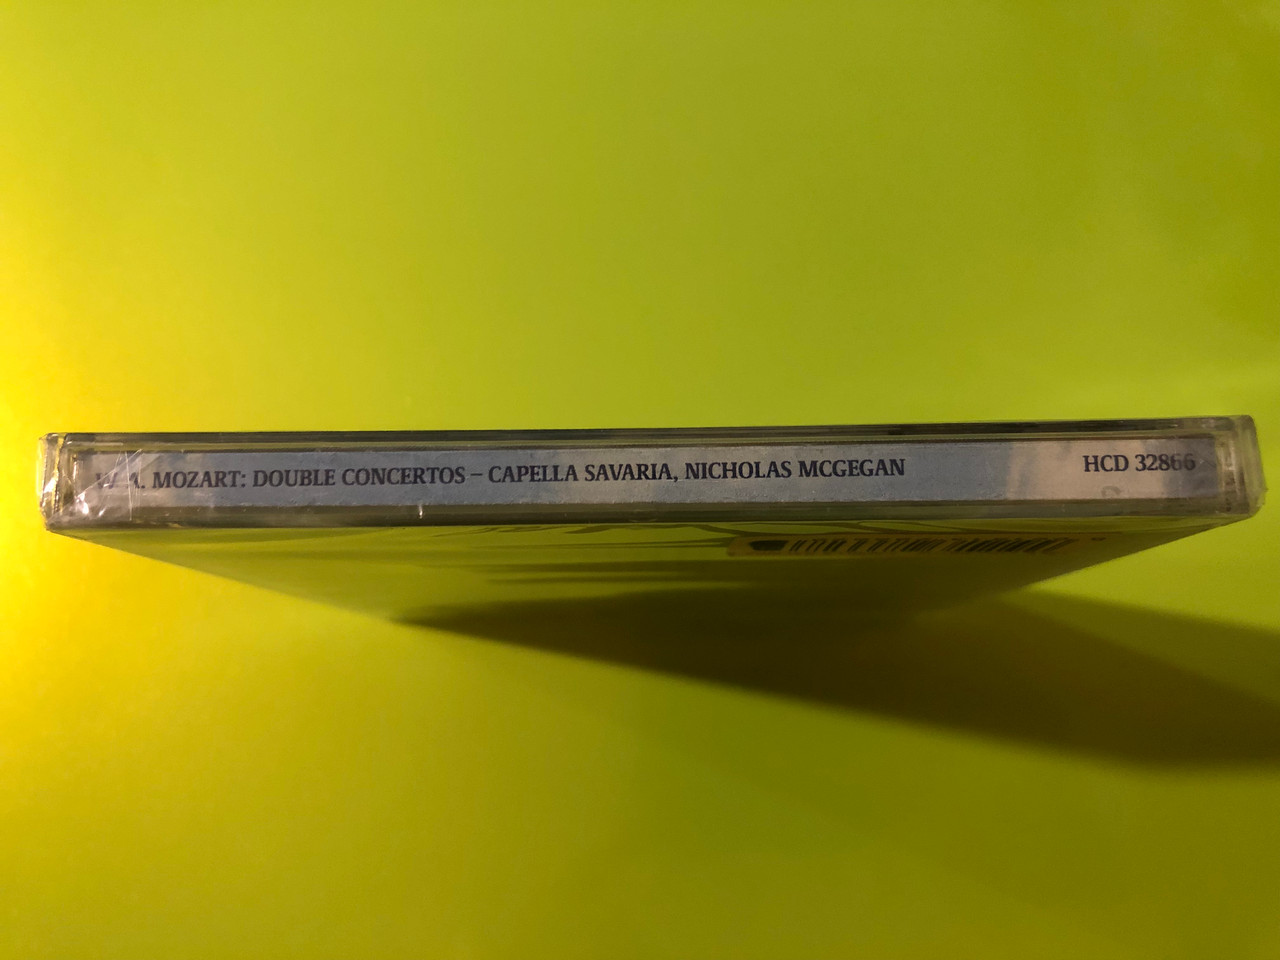 W. A. MOZART: DOUBLE CONCERTOS – CAPELLA SAVARIA, NICHOLAS MCGEGAN HCD 32866